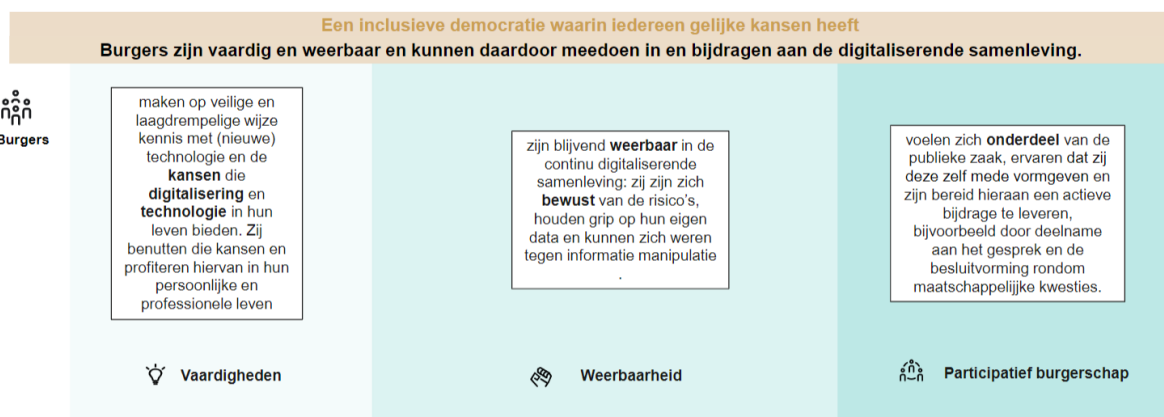 Een inclusieve democratie waarin iedereen gelijke kansen heeft
Burgers zijn vaardig en weerbaar en kunnen daardoor meedoen in en bijdragen aan de digitaliserende samenleving.
Burgers
maken op veilige en
laagdrempelige wijze
kennis met (nieuwe)
technologie en de
kansen die
digitalisering en
technologie in hun
leven bieden. Zij
benutten die kansen en
profiteren hiervan in hun
persoonlijke en
professionele leven
zijn blijvend weerbaar in de
continu digitaliserende
samenleving: zij zijn zich
bewust van de risico's,
houden grip op hun eigen
data en kunnen zich weren
tegen informatie manipulatie
.
voelen zich onderdeel van de
publieke zaak, ervaren dat zij
deze zelf mede vormgeven en
zijn bereid hieraan een actieve
bijdrage te leveren,
bijvoorbeeld door deelname
aan het gesprek en de
besluitvorming rondom
maatschappelijjke kwesties.
Vaardigheden
Weerbaarheid
Participatief burgerschap